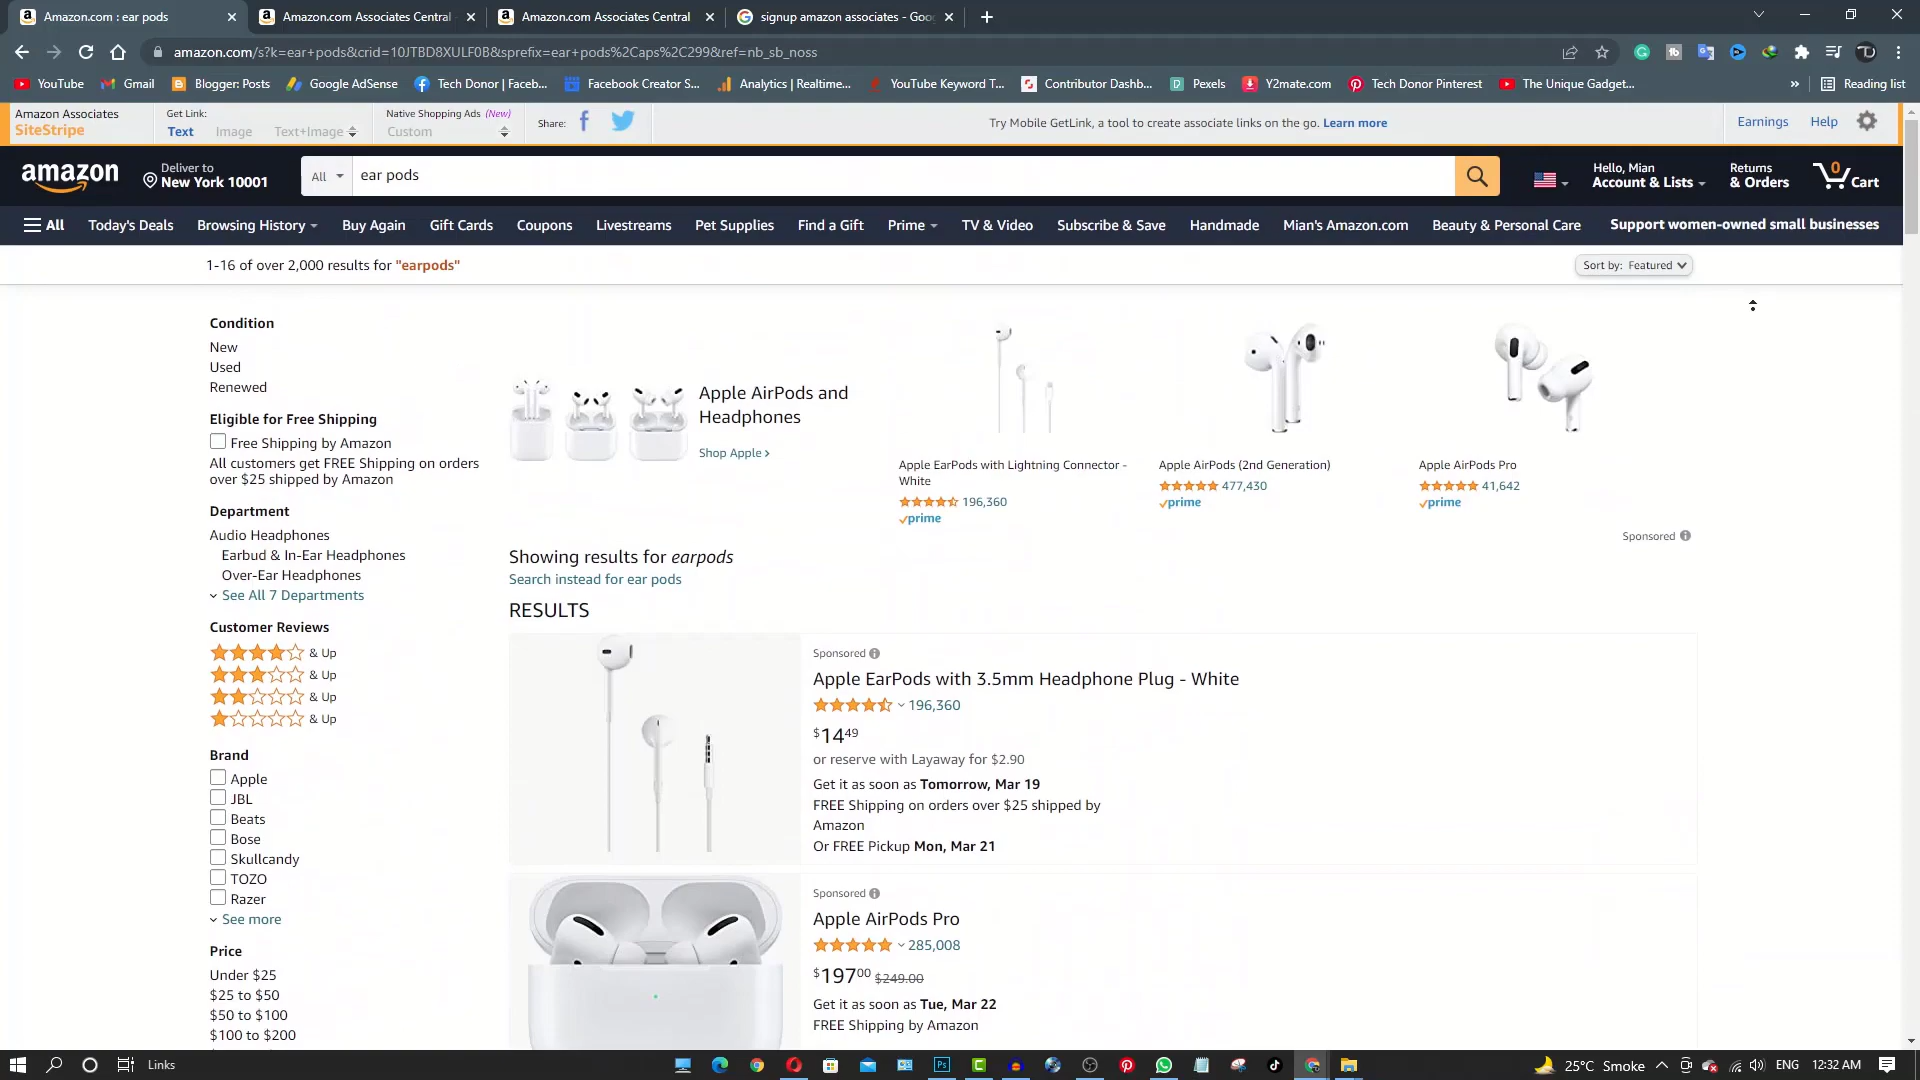 Amazon.com : ear pods
Amazon.com Associates Central -
Amazon.com Associates Central
signup amazon associates - Goo
amazon.com/s?k=ear+pods&crid=10JTBD8XULF0B&sprefix=ear+pods%2Caps%2C299&ref=nb_sb_noss
YouTube
Gmail
Blogger: Posts
Google AdSense
Tech Donor | Faceb...
Facebook Creator S...
Analytics | Realtime...
YouTube Keyword T...
Contributor Dashb...
Pexels
Y2mate.com
Tech Donor Pinterest
The Unique Gadget...
Reading list
Amazon Associates
SiteStripe
Get Link:
Text Image Text+Image
Native Shopping Ads (New)
Custom
Share:
Try Mobile GetLink, a tool to create associate links on the go. Learn more
Earnings
Help
amazon
Deliver to
New York 10001
All
ear pods
Hello, Mian
Account & Lists
Returns
& Orders
0
Cart
All
Today's Deals
Browsing History
Buy Again
Gift Cards
Coupons
Livestreams
Pet Supplies
Find a Gift
Prime
TV & Video
Subscribe & Save
Handmade
Mian's Amazon.com
Beauty & Personal Care
Support women-owned small businesses
1-16 of over 2,000 results for "earpods"
Sort by: Featured
Condition
New
Used
Renewed
Eligible for Free Shipping
Free Shipping by Amazon
All customers get FREE Shipping on orders
over $25 shipped by Amazon
Department
Audio Headphones
Earbud & In-Ear Headphones
Over-Ear Headphones
See All 7 Departments
Customer Reviews
& Up
& Up
& Up
& Up
Brand
Apple
JBL
Beats
Bose
Skullcandy
TOZO
Razer
See more
Price
Under $25
$25 to $50
$50 to $100
$100 to $200
Apple AirPods and
Headphones
Shop Apple ›
Apple EarPods with Lightning Connector -
White
196,360
prime
Apple AirPods (2nd Generation)
477,430
prime
Apple AirPods Pro
41,642
prime
Sponsored
Showing results for earpods
Search instead for ear pods
RESULTS
Sponsored
Apple EarPods with 3.5mm Headphone Plug - White
196,360
$14 49
or reserve with Layaway for $2.90
Get it as soon as Tomorrow, Mar 19
FREE Shipping on orders over $25 shipped by
Amazon
Or FREE Pickup Mon, Mar 21
Sponsored
Apple AirPods Pro
285,008
$197 00 $249.00
Get it as soon as Tue, Mar 22
FREE Shipping by Amazon
Links
25°C Smoke
ENG
12:32 AM